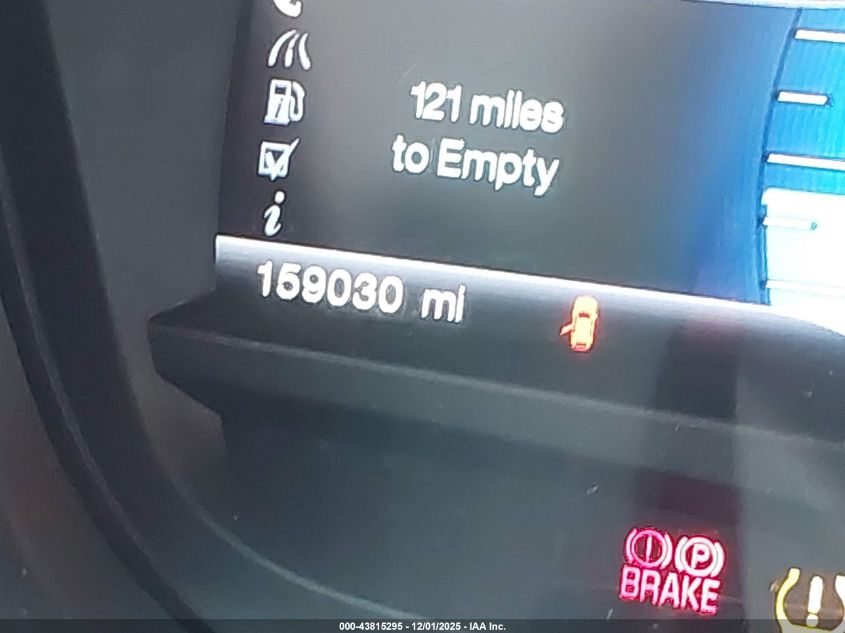 121 miles
to Empty
159030 mi
P
BRAKE
000-43815295 - 12/01/2025 - IAA Inc.